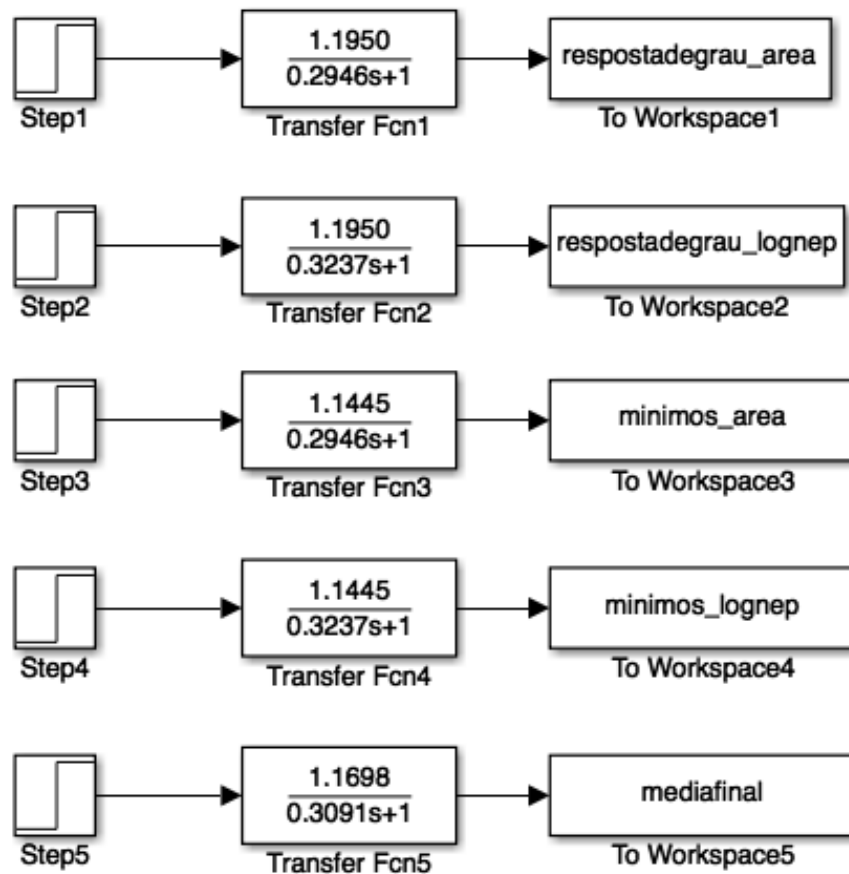 1.1950
0.2946s+1
respostadegrau_area
Step1
Transfer Fcn1
To Workspace1
1.1950
0.3237s+1
respostadegrau_lognep
Step2
Transfer Fcn2
To Workspace2
1.1445
0.2946s+1
minimos_area
Step3
Transfer Fcn3
To Workspace3
1.1445
0.3237s+1
minimos_lognep
Step4
Transfer Fcn4
To Workspace4
1.1698
0.3091s+1
mediafinal
Step5
Transfer Fcn5
To Workspace5